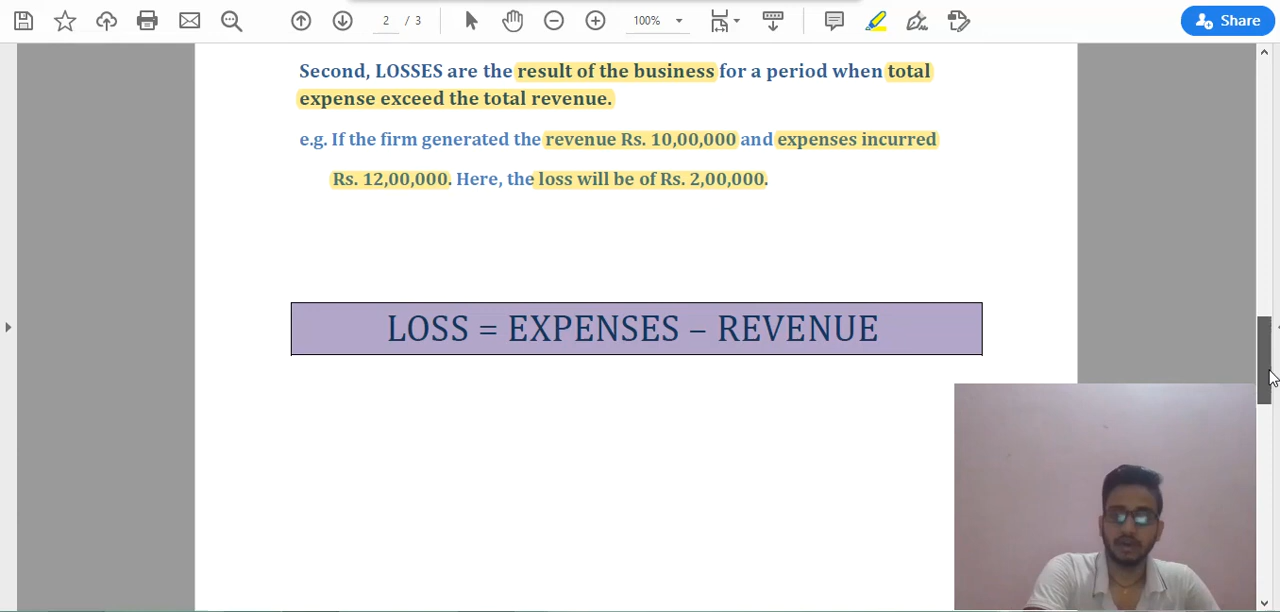 2 / 3
100%
Share
Second, LOSSES are the result of the business for a period when total
expense exceed the total revenue.
e.g. If the firm generated the revenue Rs. 10,00,000 and expenses incurred
Rs. 12,00,000. Here, the loss will be of Rs. 2,00,000.
LOSS = EXPENSES – REVENUE